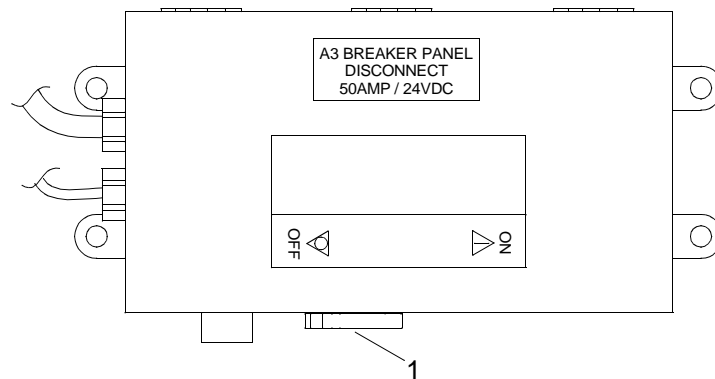 A3 BREAKER PANEL
DISCONNECT
50AMP / 24VDC
OFF
ON
1